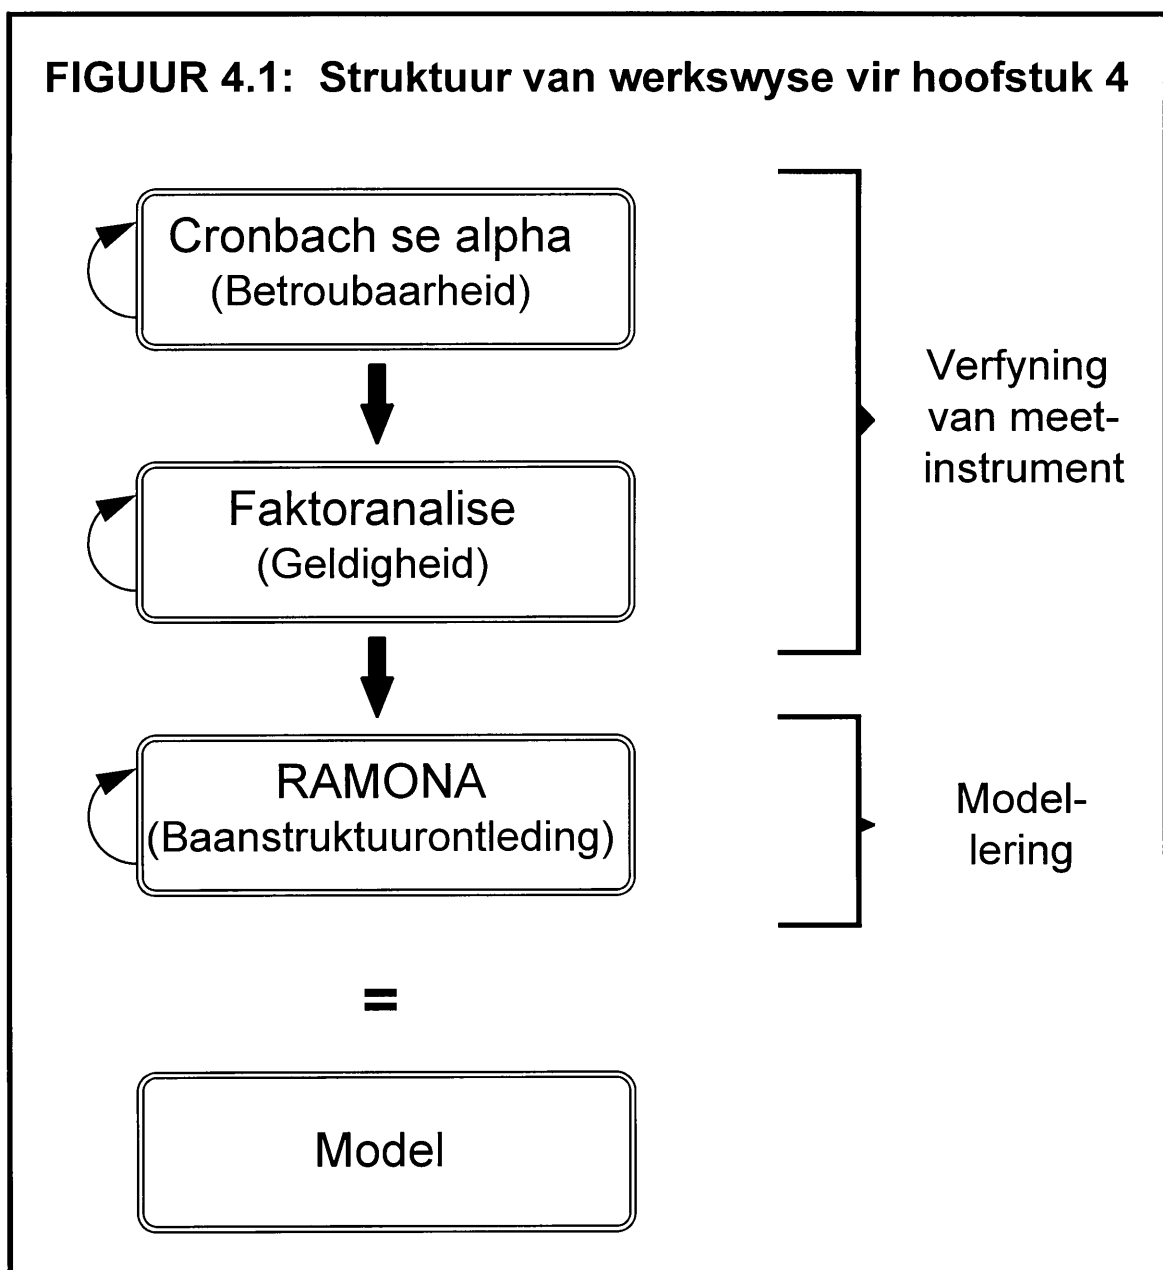 FIGUUR 4.1: Struktuur van werkswyse vir hoofstuk 4
Cronbach se alpha
(Betroubaarheid)
Faktoranalise
(Geldigheid)
RAMONA
(Baanstruktuurontleding)
=
Model
Verfyning
van meet-
instrument
Model-
lering